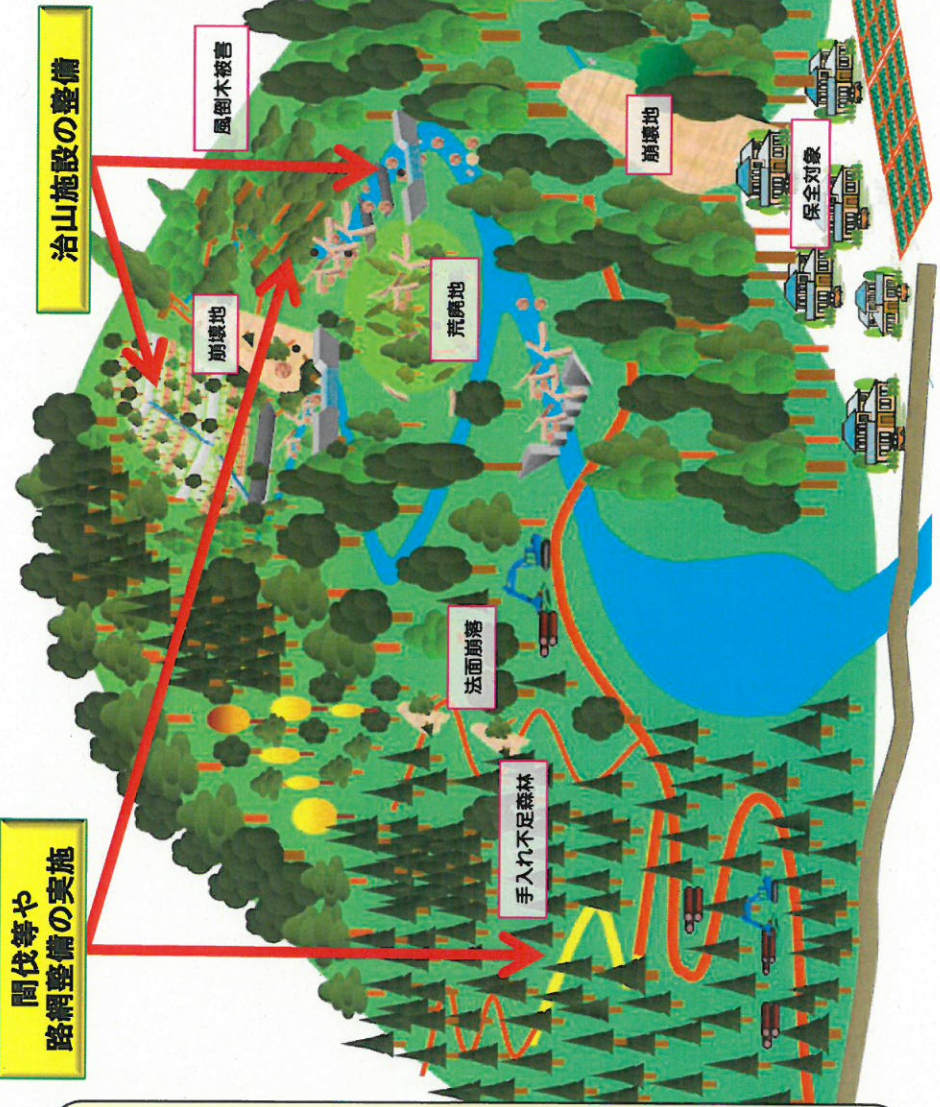 間伐等や
路網整備の実施
治山施設の整備
風倒木被害
崩壊地
荒廃地
崩壊地
保全対象
法面崩落
手入れ不足森林